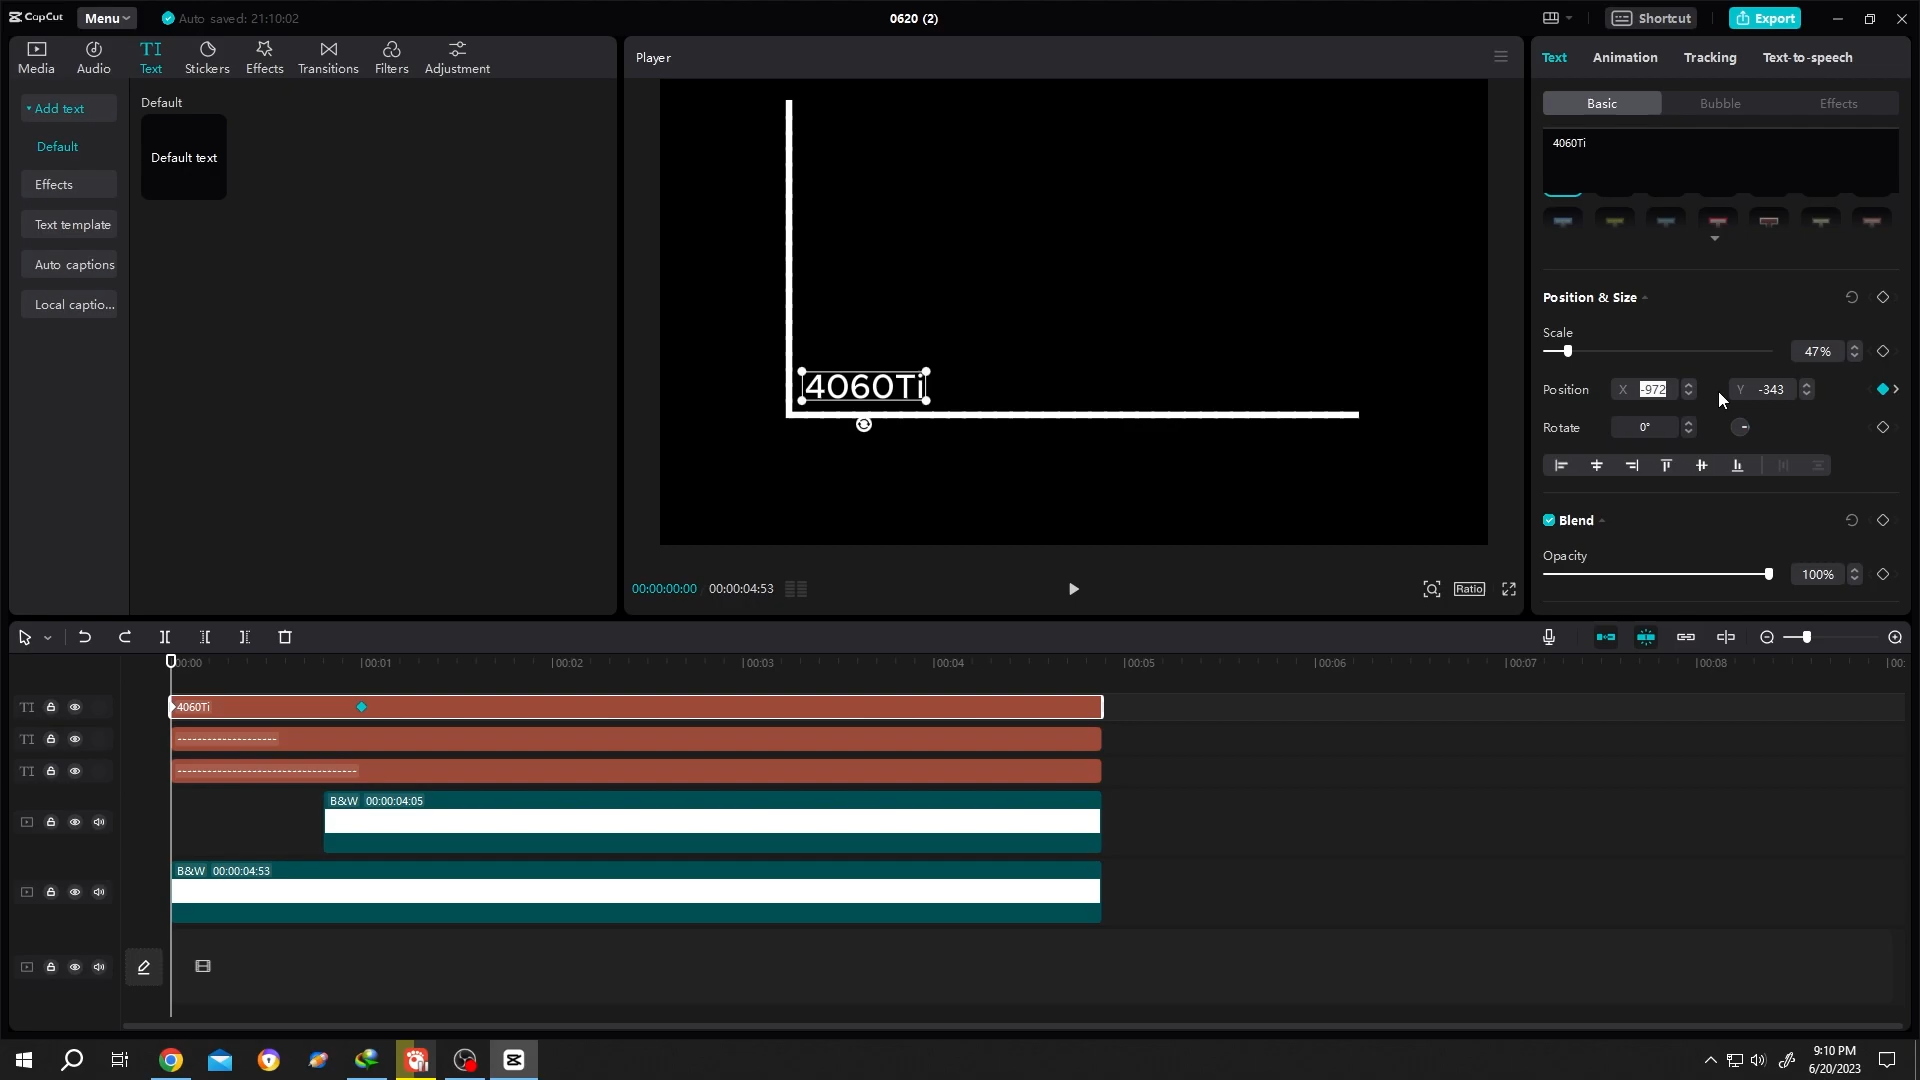 CapCut Menu Auto saved: 21:10:02 0620 (2) Shortcut Export
Media Audio Text Stickers Effects Transitions Filters Adjustment
Add text
Default
Effects
Text template
Auto captions
Local captio...
Default
Default text
Player
4060Ti
00:00:00:00 00:00:04:53 Ratio
Text Animation Tracking Text-to-speech
Basic Bubble Effects
4060Ti
Position & Size
Scale
47%
Position X -972 Y -343
Rotate 0°
Blend
Opacity
100%
00:00 00:01 00:02 00:03 00:04 00:05 00:06 00:07 00:08 00:
TI 4060Ti
TI --------------------
TI ------------------------------------
B&W 00:00:04:05
B&W 00:00:04:53
9:10 PM
6/20/2023